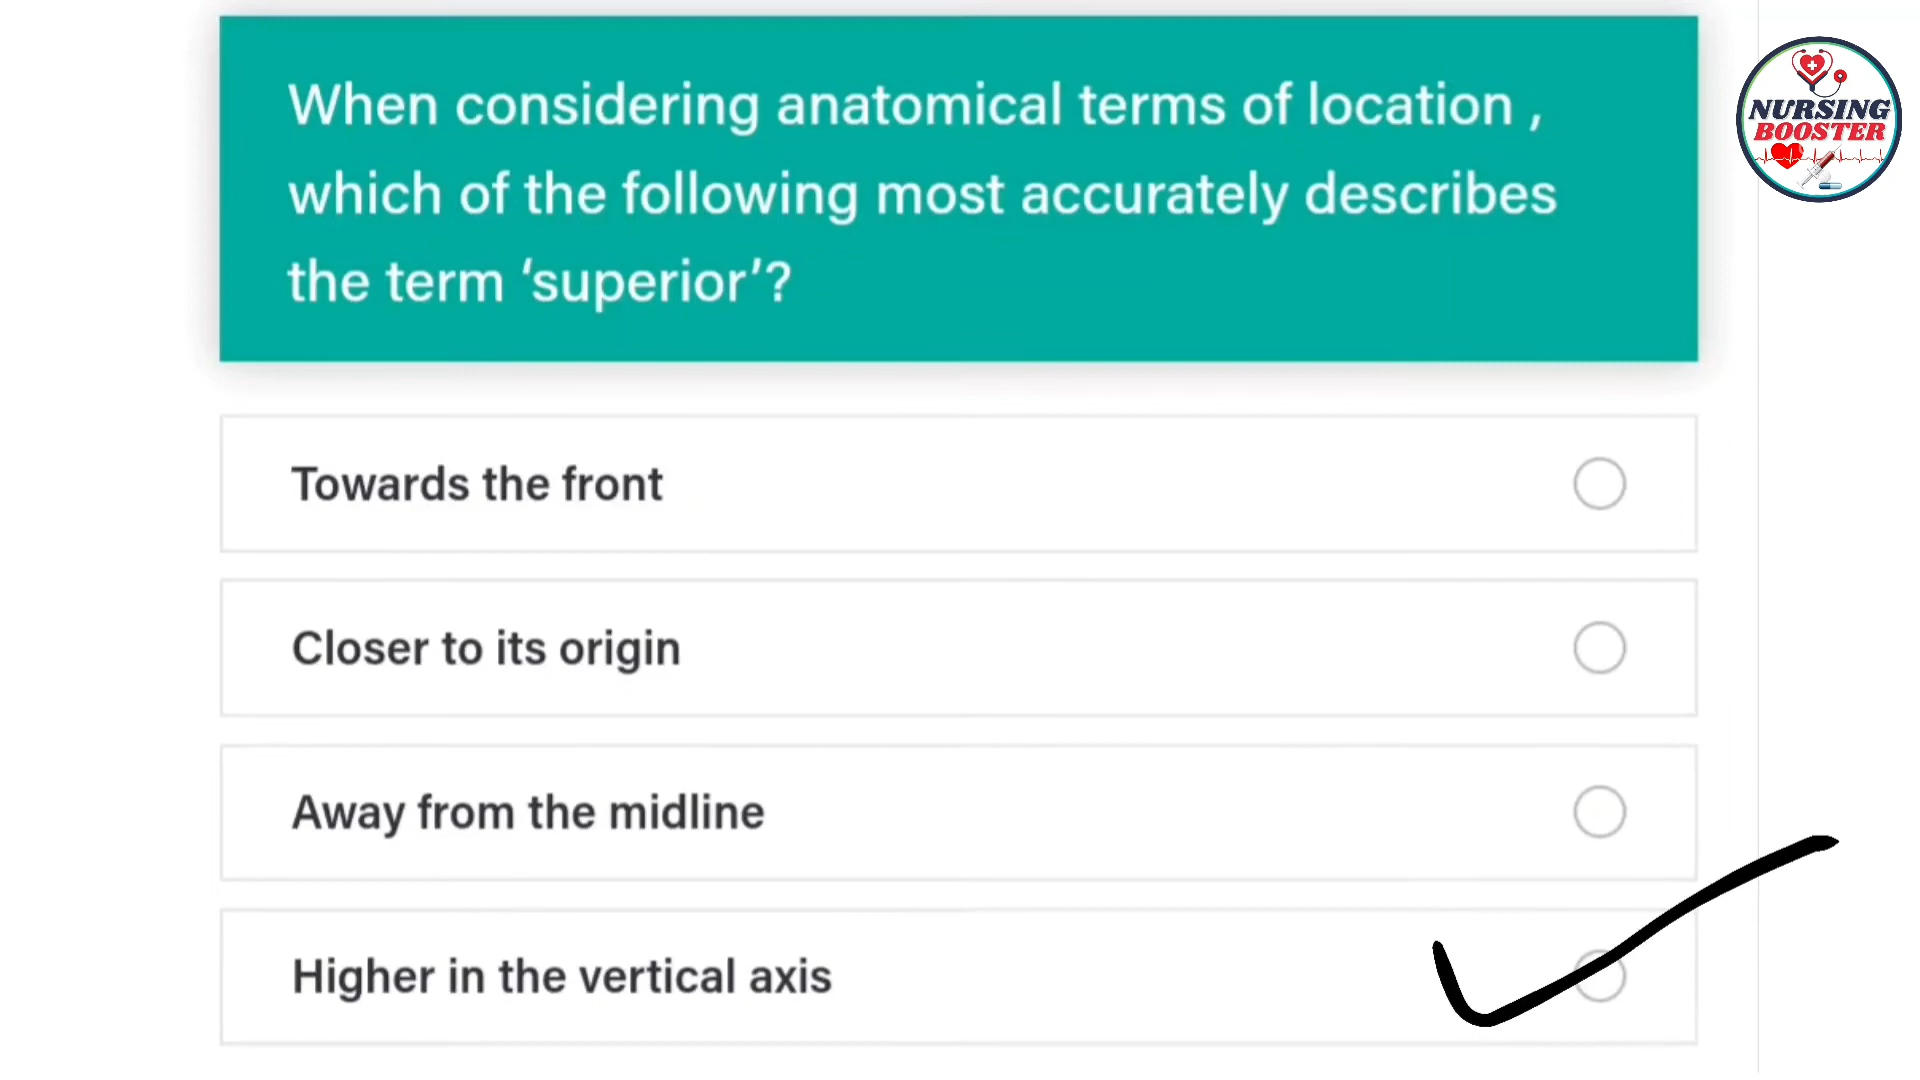 When considering anatomical terms of location ,
which of the following most accurately describes
the term ‘superior’?
NURSING
BOOSTER
Towards the front
Closer to its origin
Away from the midline
Higher in the vertical axis